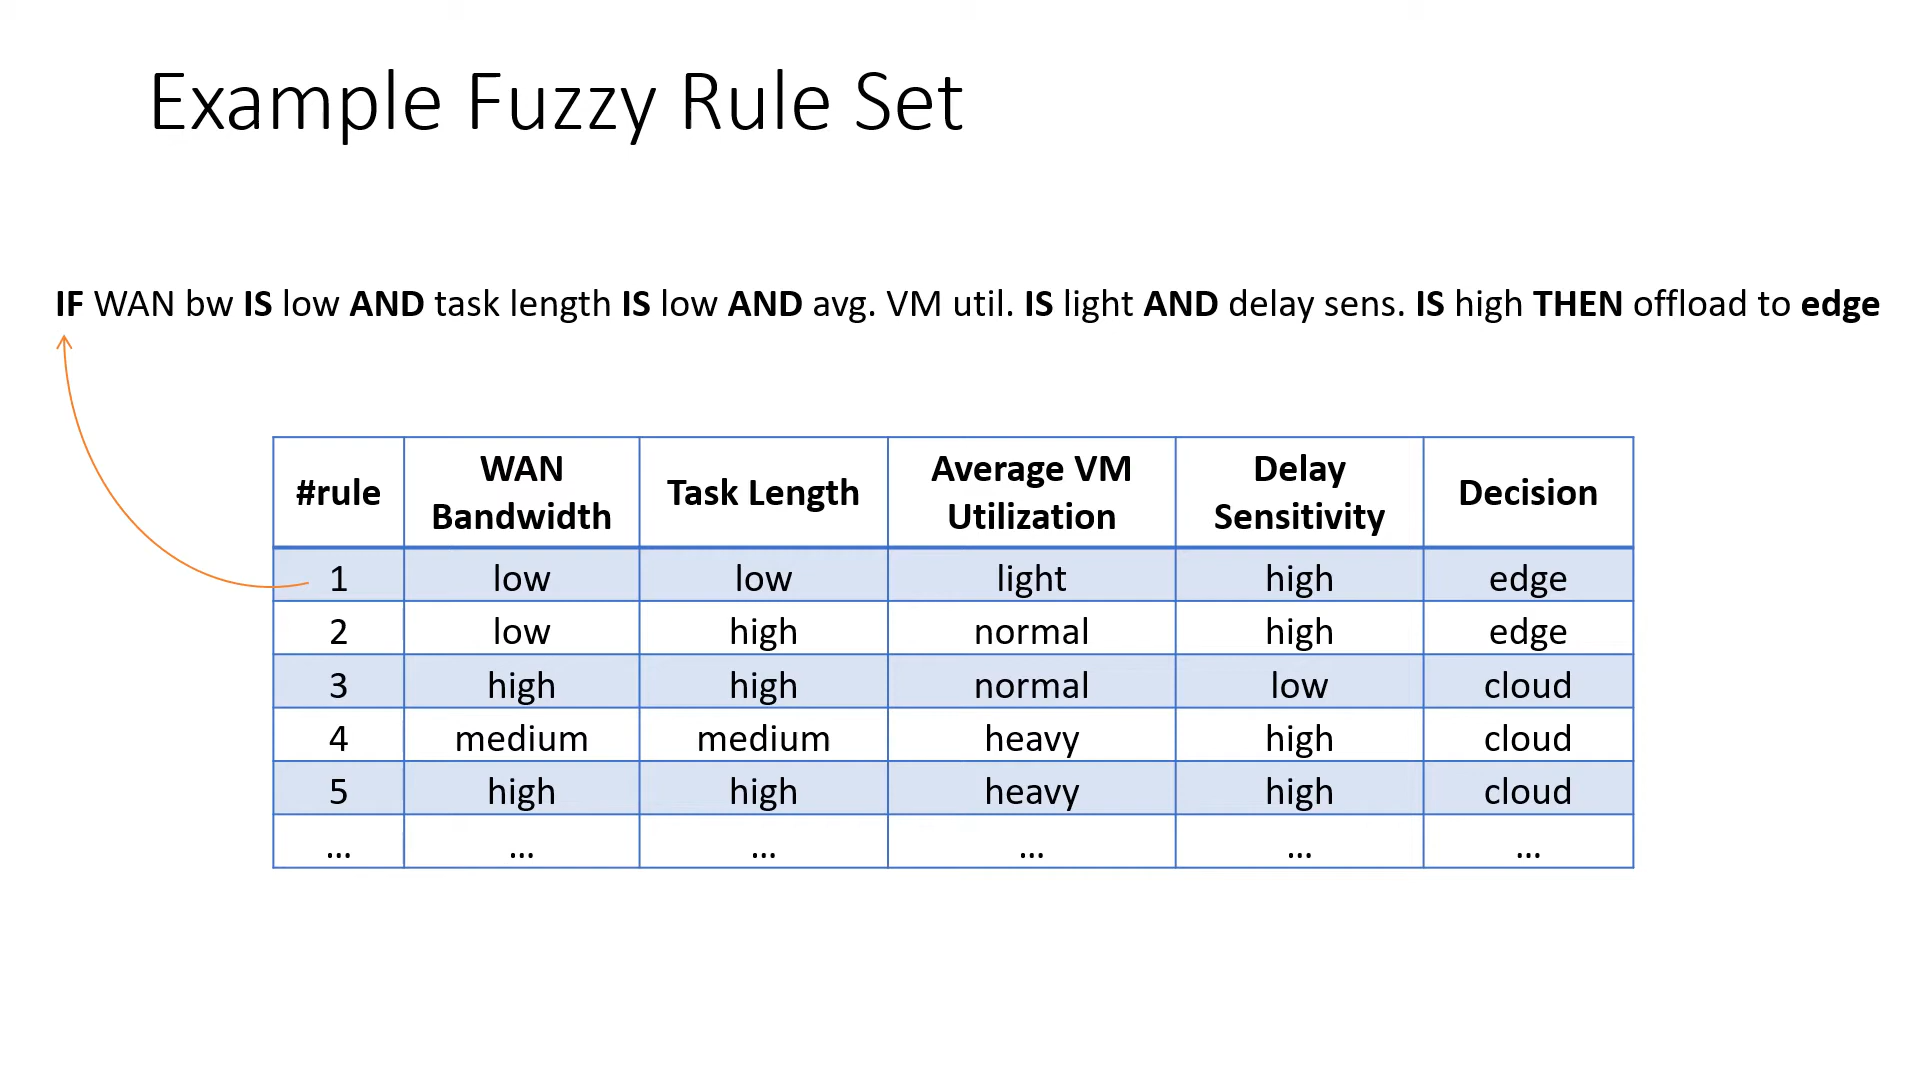 Example Fuzzy Rule Set
IF WAN bw IS low AND task length IS low AND avg. VM util. IS light AND delay sens. IS high THEN offload to edge
#rule WAN Bandwidth Task Length Average VM Utilization Delay Sensitivity Decision
1 low low light high edge
2 low high normal high edge
3 high high normal low cloud
4 medium medium heavy high cloud
5 high high heavy high cloud
... ... ... ... ... ...